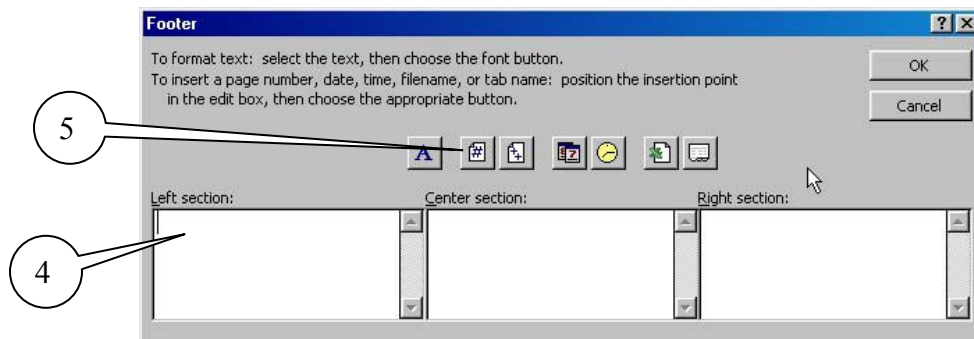 Footer
To format text: select the text, then choose the font button.
To insert a page number, date, time, filename, or tab name: position the insertion point
in the edit box, then choose the appropriate button.
OK
Cancel
5
A # 7
Left section: Center section: Right section:
4